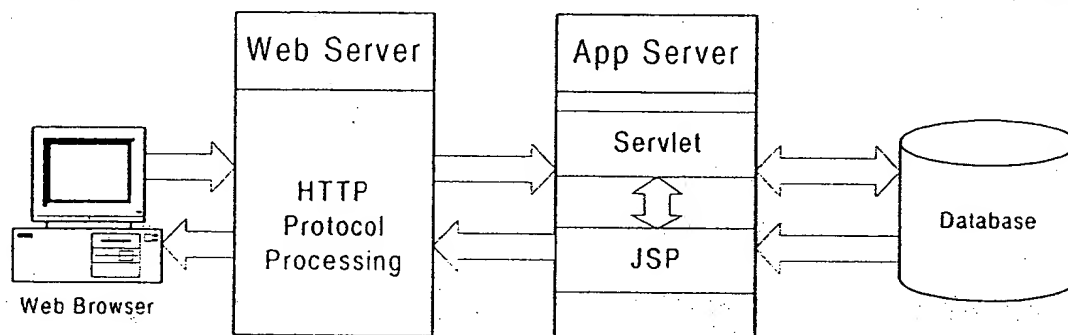 Web Server
App Server
Servlet
HTTP
Protocol
Processing
JSP
Database
Web Browser